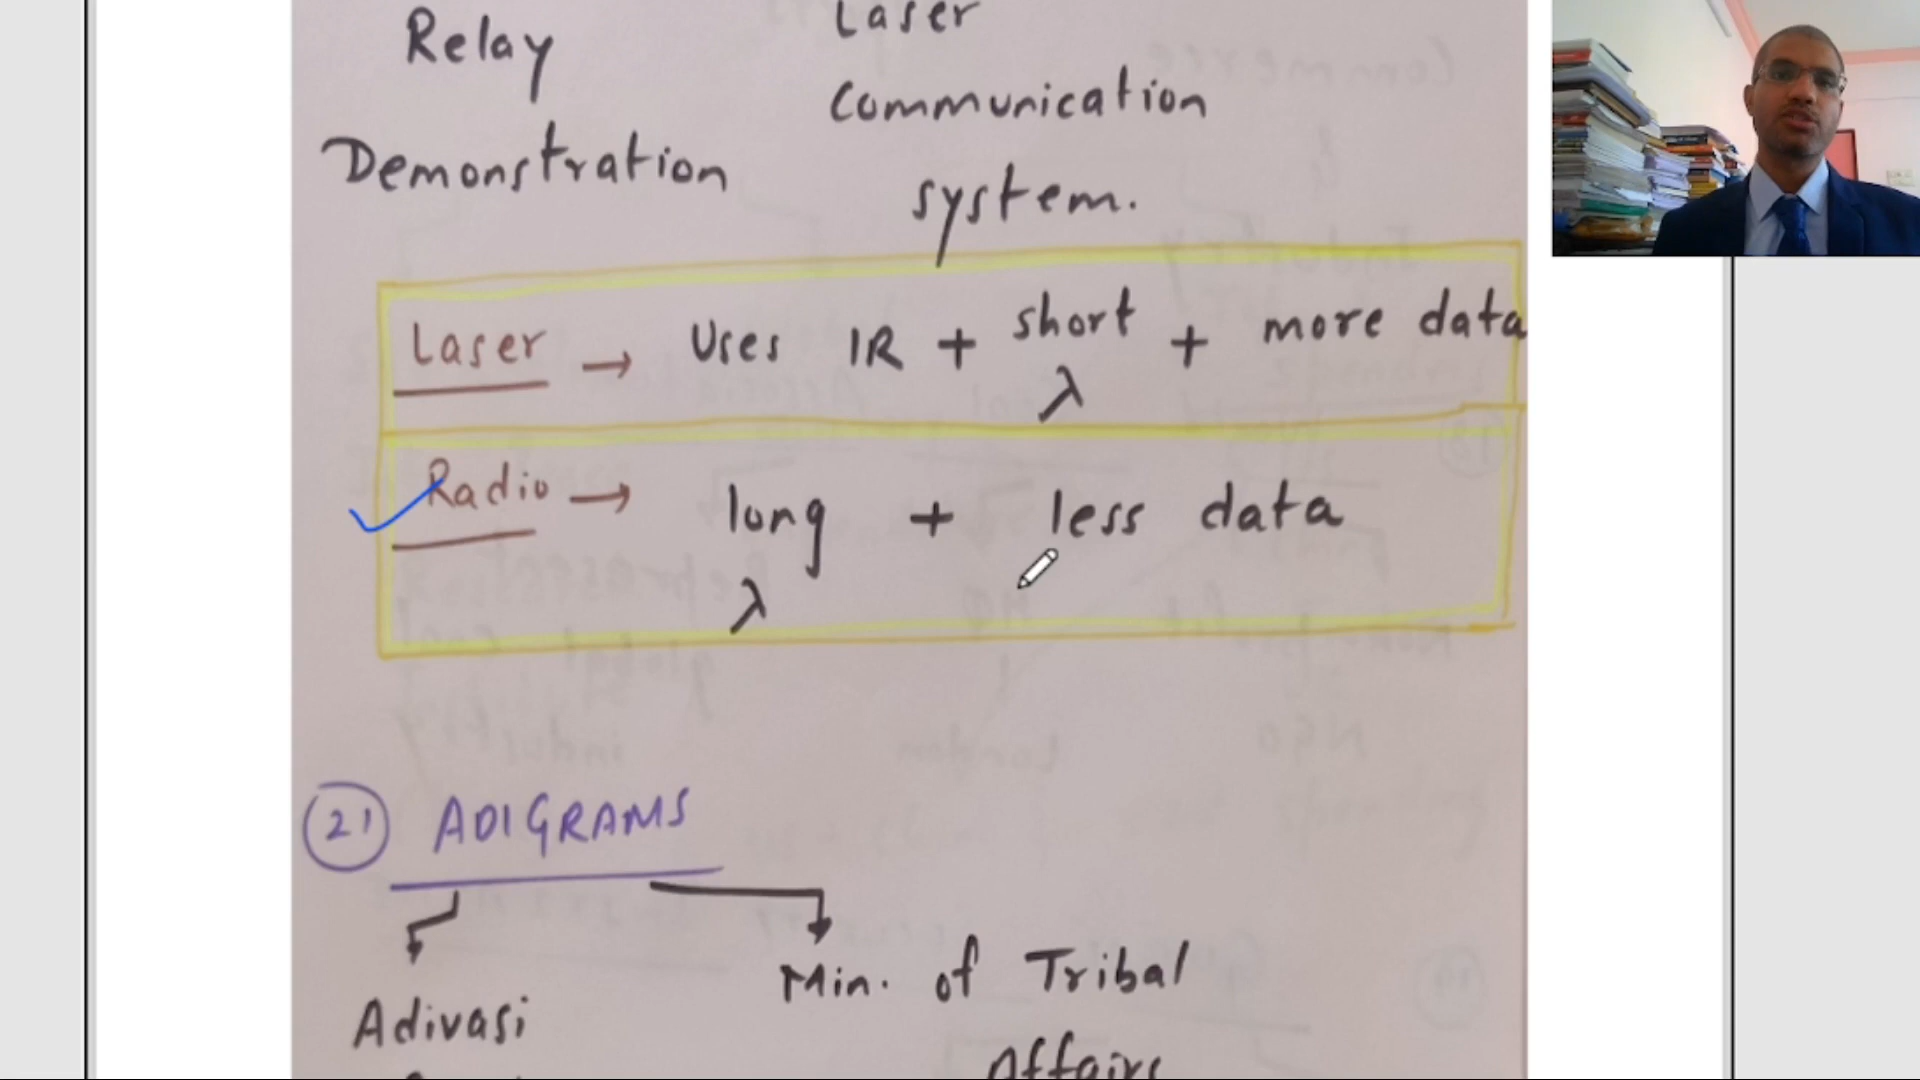 Relay
Demonstration
Laser
Communication
system.
Laser → Uses IR + short λ + more data
Radio → long λ + less data
21 ADIGRAMS
Adivasi
Min. of Tribal
Affairs